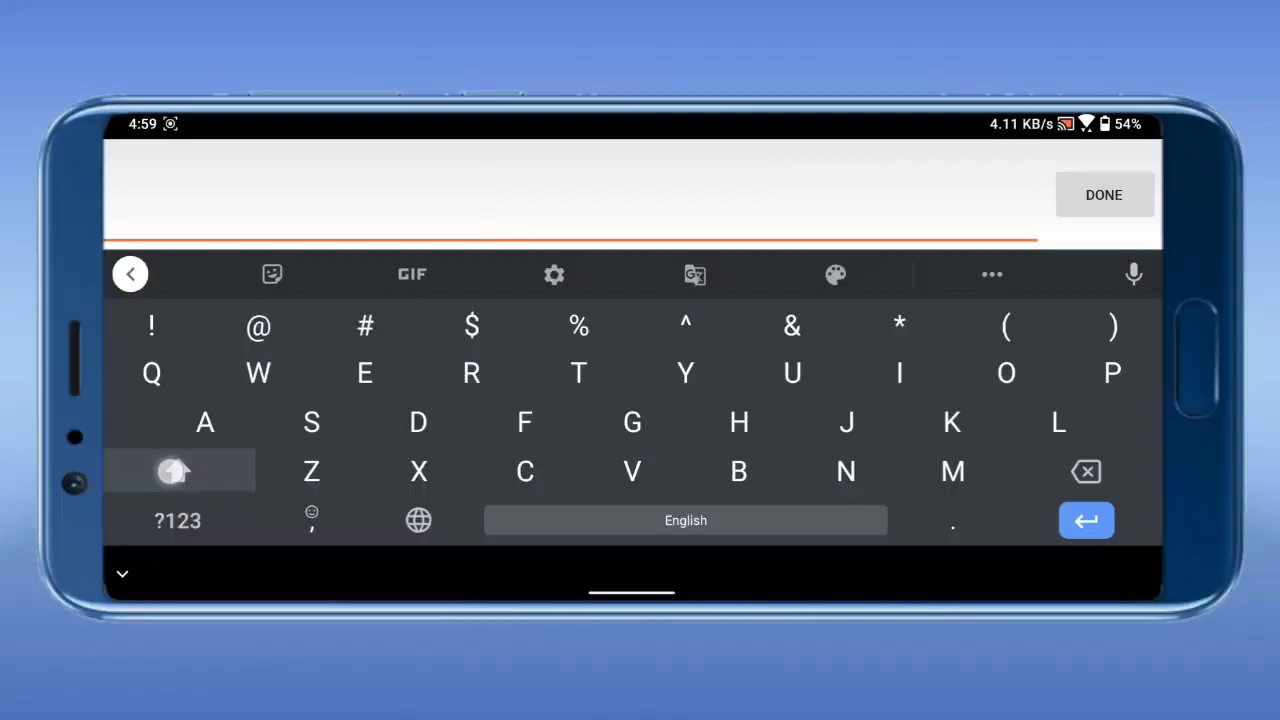 4:59 4.11 KB/s 54%
DONE
GIF
! @ # $ % ^ & * ( )
Q W E R T Y U I O P
A S D F G H J K L
Z X C V B N M
?123 , English .